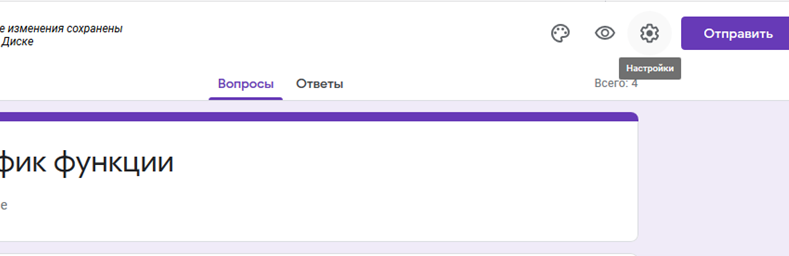 е изменения сохранены
Диске
Отправить
Настройки
Вопросы Ответы
Всего: 4
фик функции
е